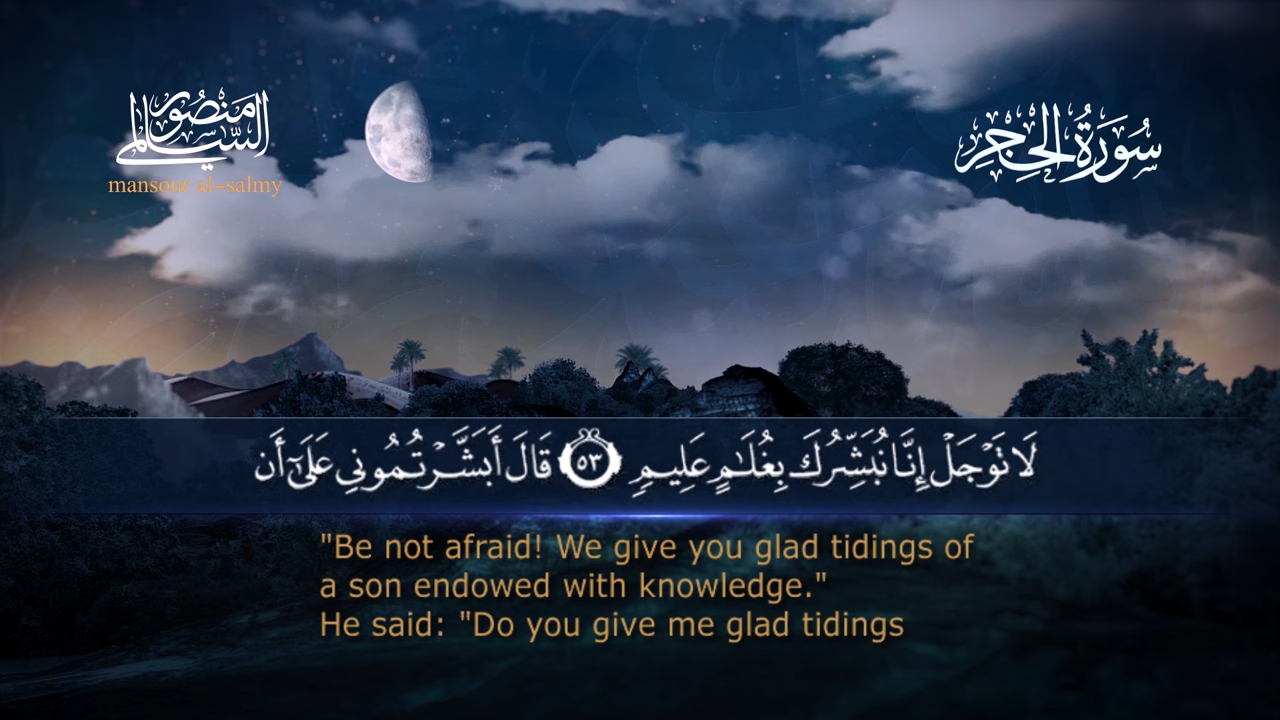 منصور السالمي
mansour al-salmy
سُورَةُ الحِجْرِ
لَا تَوْجَلْ إِنَّا نُبَشِّرُكَ بِغُلَٰمٍ عَلِيمٍ ٥٣ قَالَ أَبَشَّرْتُمُونِى عَلَىٰٓ أَن
"Be not afraid! We give you glad tidings of
a son endowed with knowledge."
He said: "Do you give me glad tidings